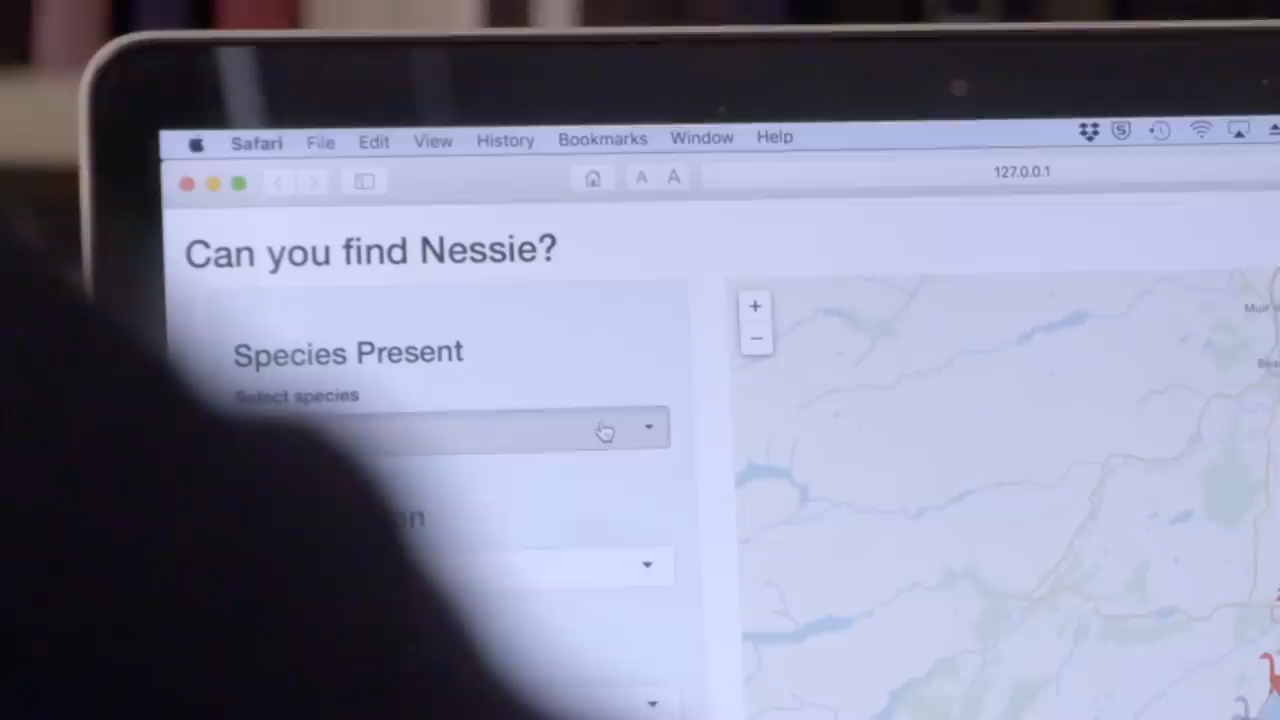 Safari File Edit View History Bookmarks Window Help
A A 127.0.0.1
Can you find Nessie?
Species Present
Select species